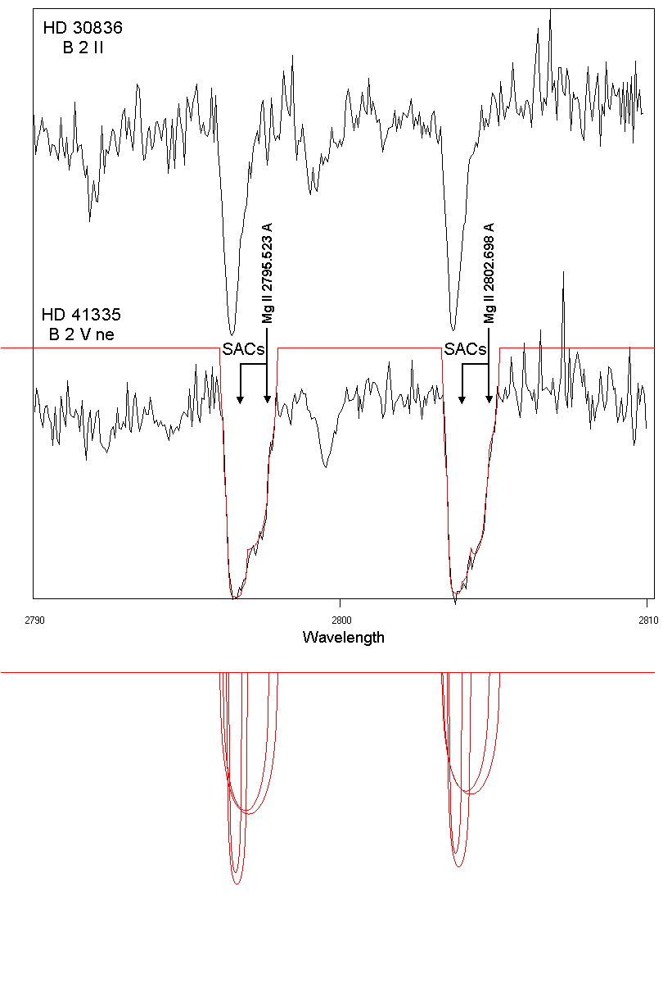 HD 30836
B 2 II
Mg II 2795.523 A
Mg II 2802.698 A
HD 41335
B 2 V ne
SACs
SACs
2790
2800
2810
Wavelength